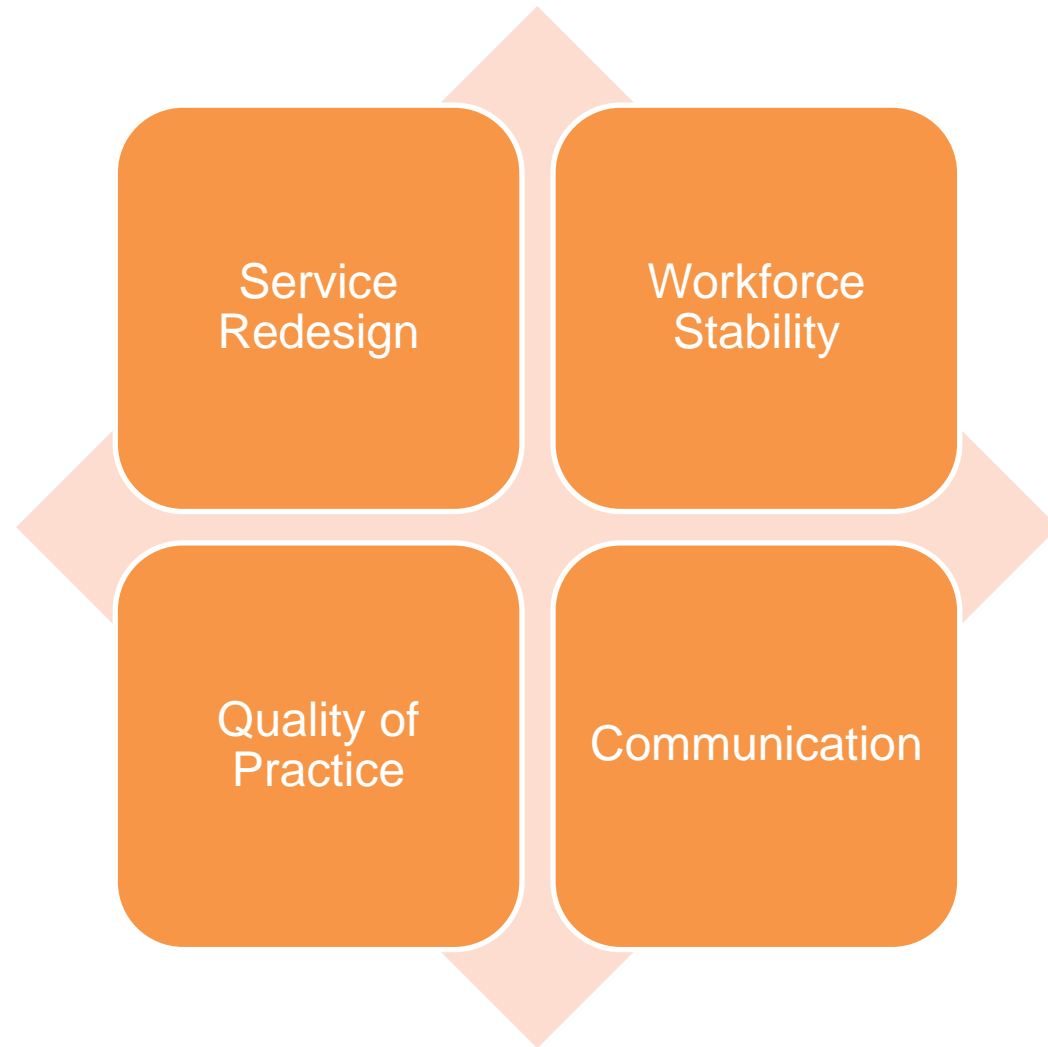 Service
Redesign
Workforce
Stability
Quality of
Practice
Communication